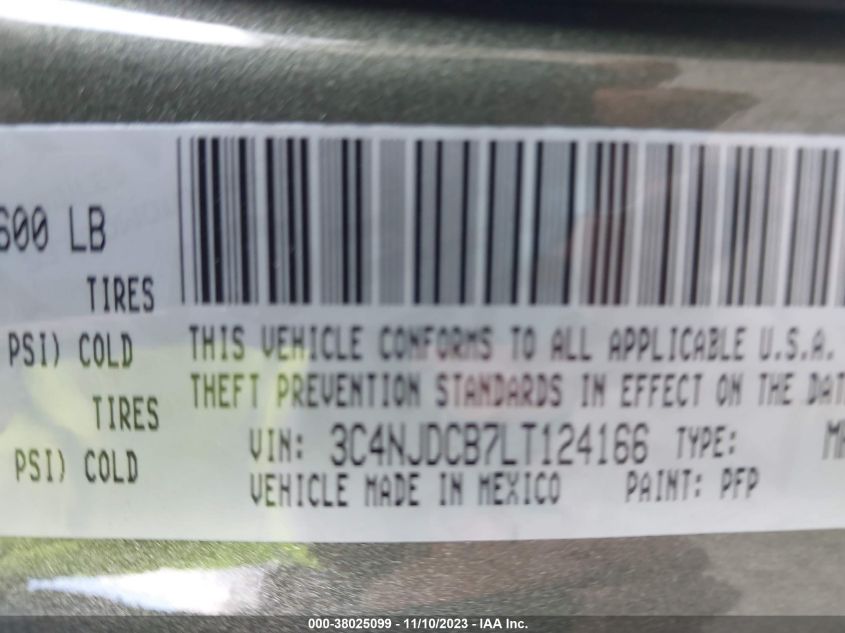 600 LB
TIRES
PSI) COLD
TIRES
PSI) COLD
THIS VEHICLE CONFORMS TO ALL APPLICABLE U.S.A.
THEFT PREVENTION STANDARDS IN EFFECT ON THE DAT
VIN: 3C4NJDCB7LT124166 TYPE:
VEHICLE MADE IN MEXICO PAINT: PFP
000-38025099 - 11/10/2023 - IAA Inc.